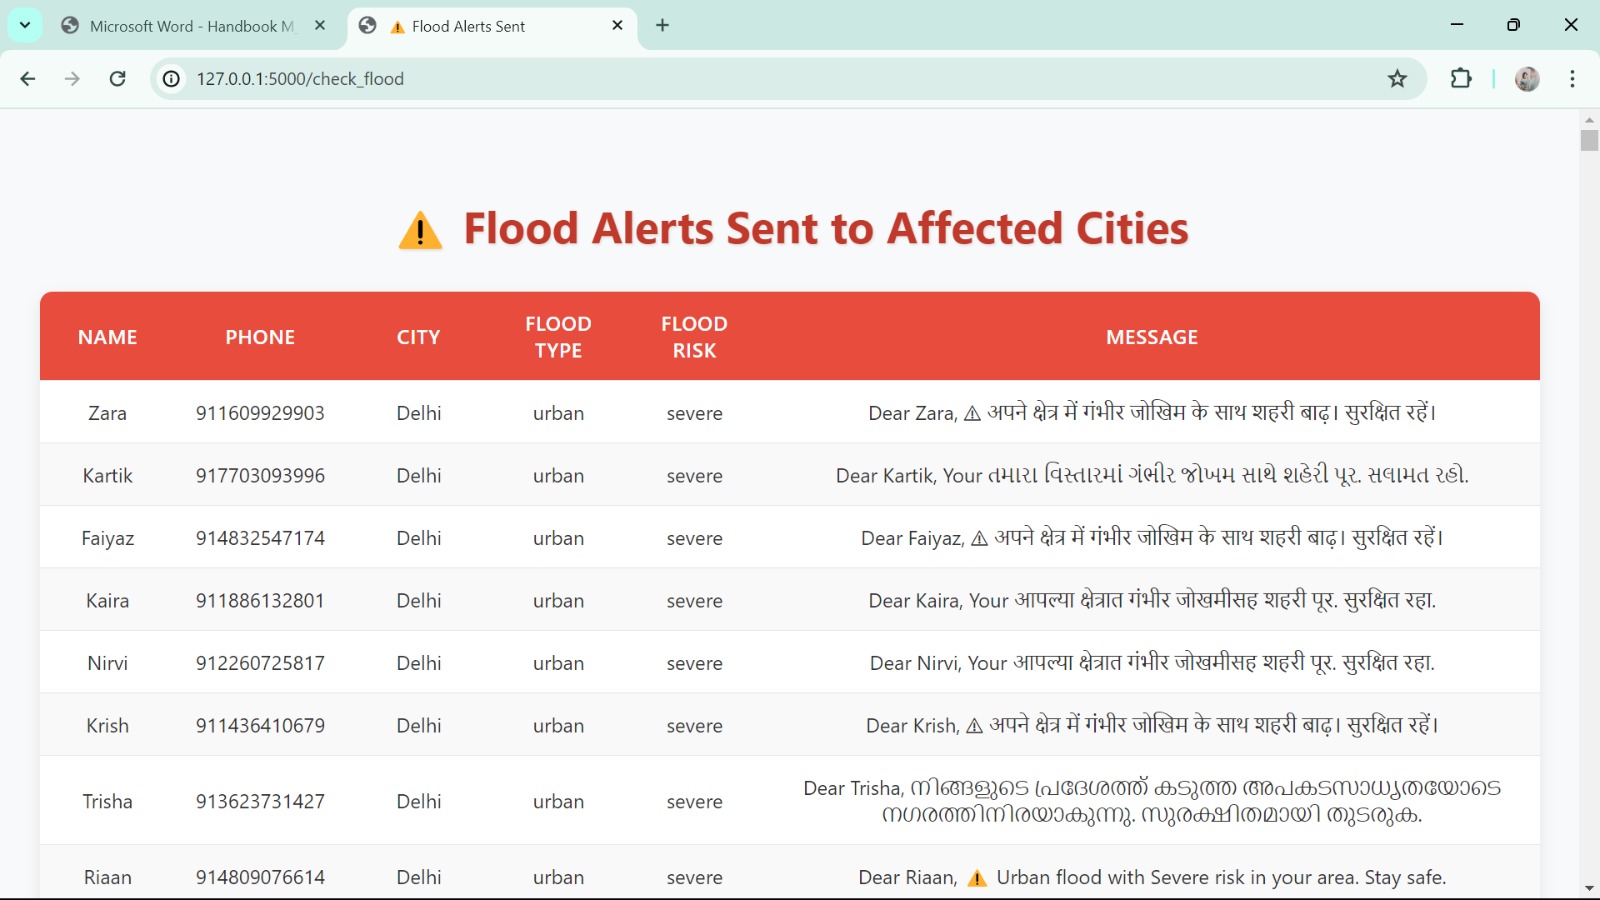 Microsoft Word - Handbook M
⚠ Flood Alerts Sent
127.0.0.1:5000/check_flood
⚠ Flood Alerts Sent to Affected Cities
NAME PHONE CITY FLOOD TYPE FLOOD RISK MESSAGE
Zara 911609929903 Delhi urban severe Dear Zara, ⚠ अपने क्षेत्र में गंभीर जोखिम के साथ शहरी बाढ़। सुरक्षित रहें।
Kartik 917703093996 Delhi urban severe Dear Kartik, Your તમારા વિસ્તારમાં ગંભીર જોખમ સાથે શહેરી પૂર. સલામત રહો.
Faiyaz 914832547174 Delhi urban severe Dear Faiyaz, ⚠ अपने क्षेत्र में गंभीर जोखिम के साथ शहरी बाढ़। सुरक्षित रहें।
Kaira 911886132801 Delhi urban severe Dear Kaira, Your आपल्या क्षेत्रात गंभीर जोखमीसह शहरी पूर. सुरक्षित रहा.
Nirvi 912260725817 Delhi urban severe Dear Nirvi, Your आपल्या क्षेत्रात गंभीर जोखमीसह शहरी पूर. सुरक्षित रहा.
Krish 911436410679 Delhi urban severe Dear Krish, ⚠ अपने क्षेत्र में गंभीर जोखिम के साथ शहरी बाढ़। सुरक्षित रहें।
Trisha 913623731427 Delhi urban severe Dear Trisha, നിങ്ങളുടെ പ്രദേശത്ത് കടുത്ത അപകടസാധ്യതയോടെ
നഗരത്തിനിരയാകുന്നു. സുരക്ഷിതമായി തുടരുക.
Riaan 914809076614 Delhi urban severe Dear Riaan, ⚠ Urban flood with Severe risk in your area. Stay safe.